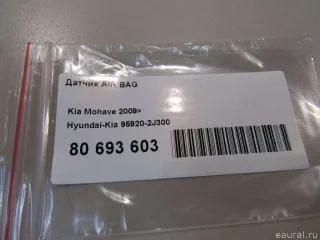 Датчик AIR BAG
Kia Mohave 2009>
Hyundai-Kia 95920-2J300
80 693 603
eaural.ru